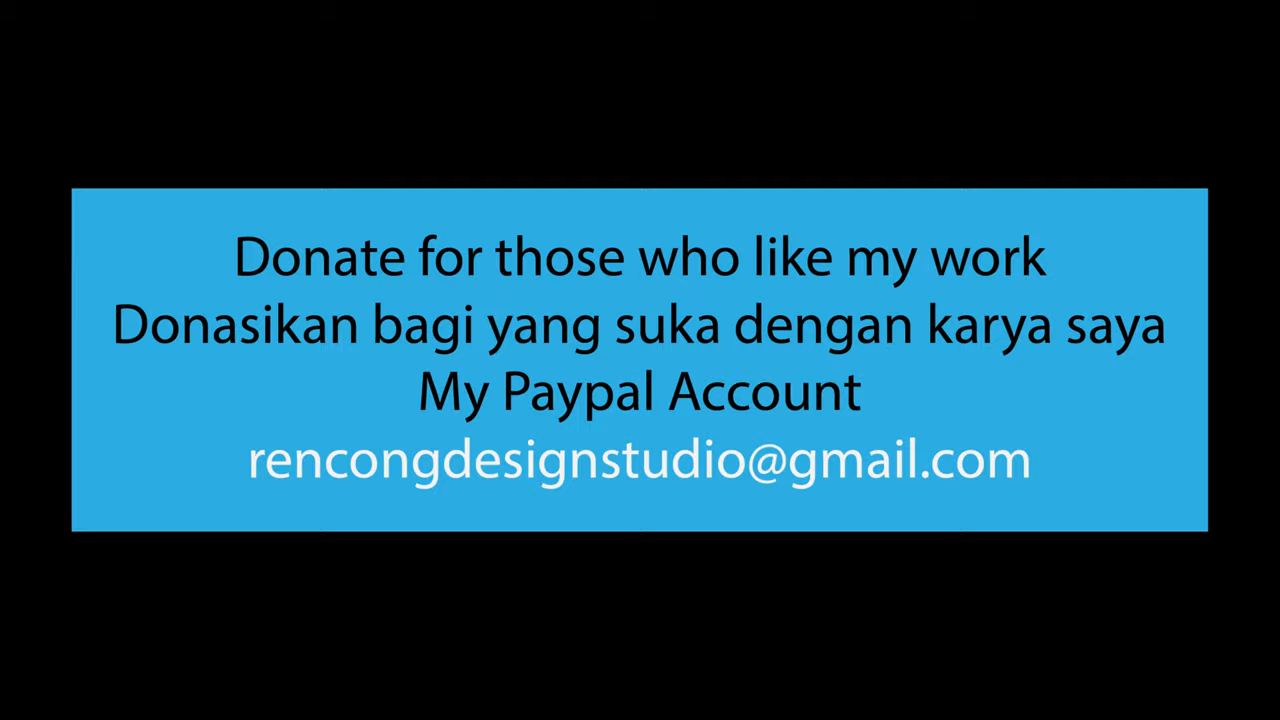 Donate for those who like my work
Donasikan bagi yang suka dengan karya saya
My Paypal Account
rencongdesignstudio@gmail.com